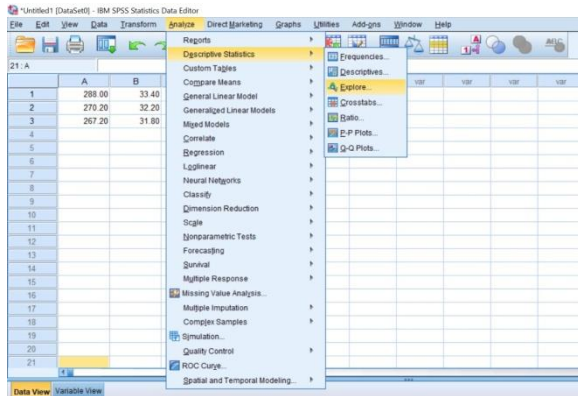 *Untitled1 [DataSet0] - IBM SPSS Statistics Data Editor
File Edit View Data Transform Analyze Direct Marketing Graphs Utilities Add-ons Window Help
21 : A
A B var var var var
1 288.00 33.40
2 270.20 32.20
3 267.20 31.80
4
5
6
7
8
9
10
11
12
13
14
15
16
17
18
19
20
21
Reports
Descriptive Statistics
Custom Tables
Compare Means
General Linear Model
Generalized Linear Models
Mixed Models
Correlate
Regression
Loglinear
Neural Networks
Classify
Dimension Reduction
Scale
Nonparametric Tests
Forecasting
Survival
Multiple Response
Missing Value Analysis...
Multiple Imputation
Complex Samples
Simulation...
Quality Control
ROC Curve...
Spatial and Temporal Modeling...
Frequencies...
Descriptives...
Explore...
Crosstabs...
Ratio...
P-P Plots...
Q-Q Plots...
Data View Variable View